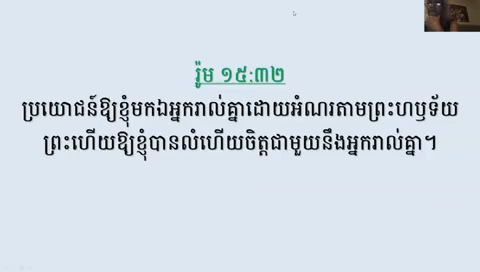 រ៉ូម ១៥:៣២
ប្រយោជន៍ឱ្យខ្ញុំមកឯអ្នករាល់គ្នាដោយអំណរតាមព្រះហឫទ័យ
ព្រះហើយឱ្យខ្ញុំបានលំហើយចិត្តជាមួយនឹងអ្នករាល់គ្នា។